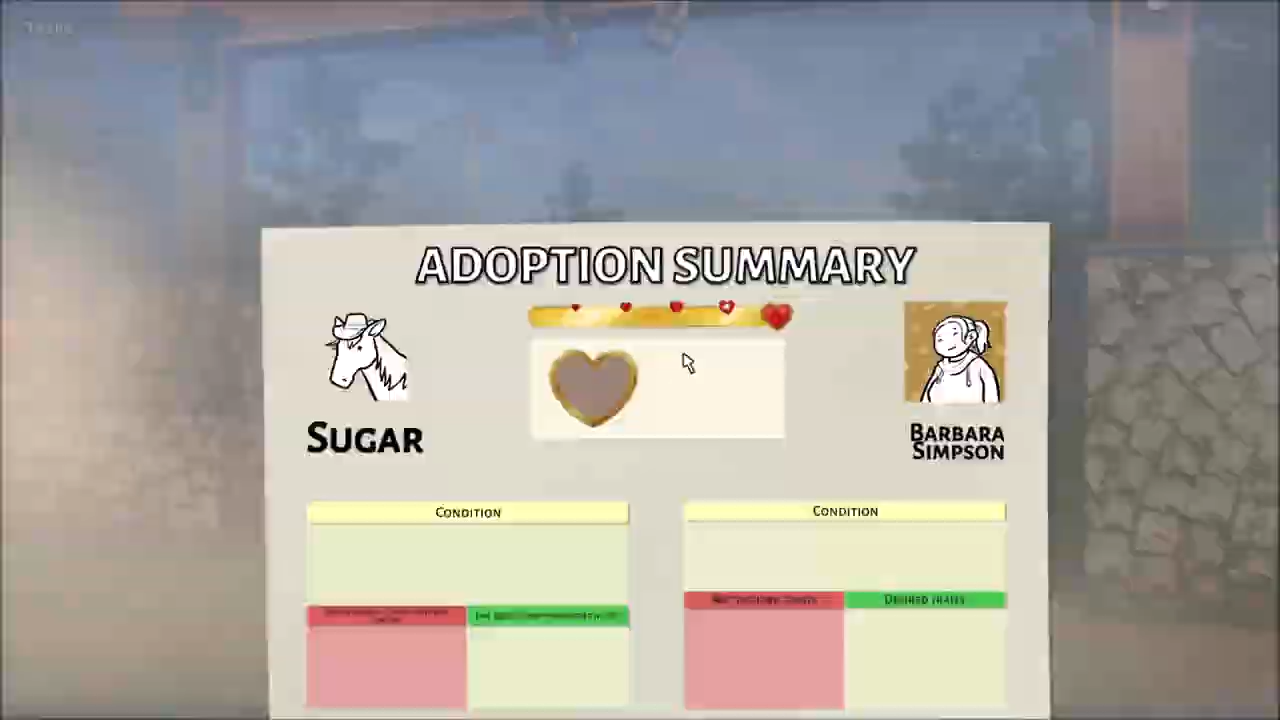 ADOPTION SUMMARY
SUGAR
BARBARA
SIMPSON
CONDITION
CONDITION
DESIRED TRAITS